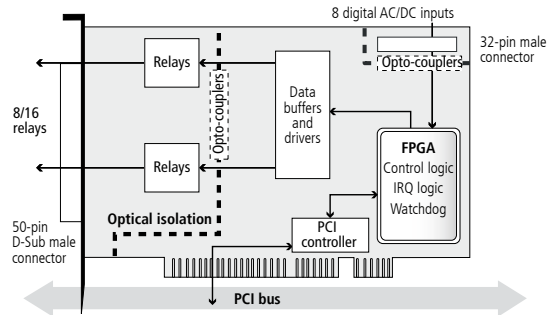 8 digital AC/DC inputs
32-pin male
connector
Opto-couplers
Relays
Opto-couplers
Data
buffers
and
drivers
8/16
relays
FPGA
Control logic
IRQ logic
Watchdog
Relays
50-pin
D-Sub male
connector
Optical isolation
PCI
controller
PCI bus